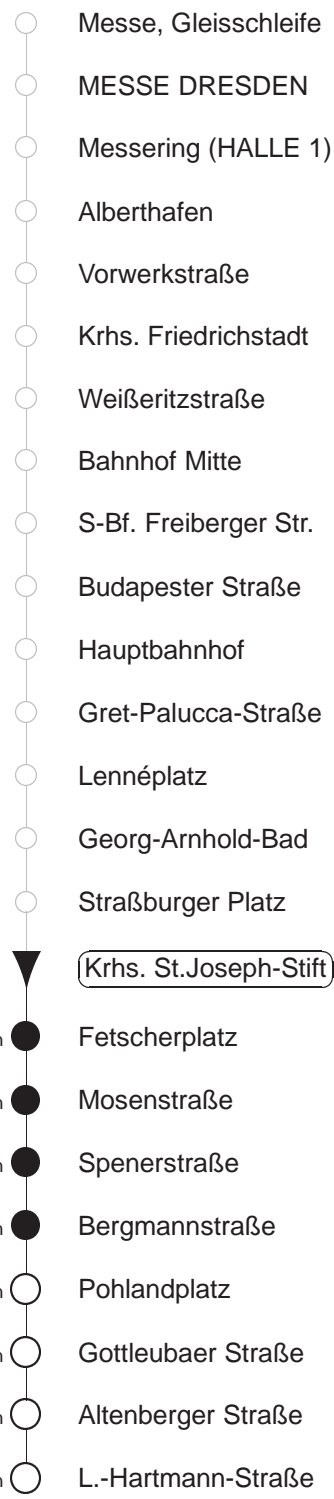 Messe, Gleisschleife
MESSE DRESDEN
Messering (HALLE 1)
Alberthafen
Vorwerkstraße
Krhs. Friedrichstadt
Weißeritzstraße
Bahnhof Mitte
S-Bf. Freiberger Str.
Budapester Straße
Hauptbahnhof
Gret-Palucca-Straße
Lennéplatz
Georg-Arnhold-Bad
Straßburger Platz
Krhs. St.Joseph-Stift
Fetscherplatz
Mosenstraße
Spenerstraße
Bergmannstraße
Pohlandplatz
Gottleubaer Straße
Altenberger Straße
L.-Hartmann-Straße